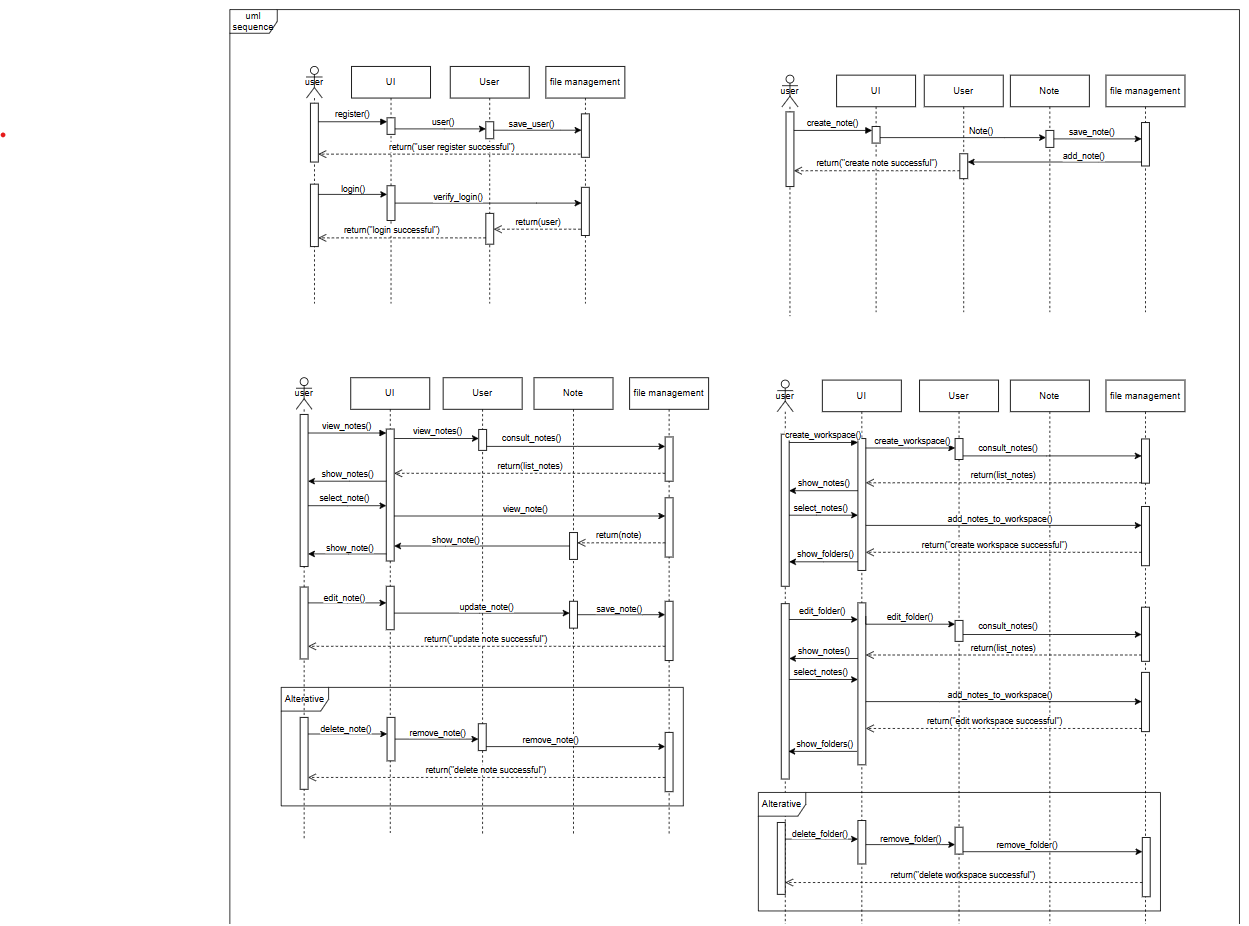 uml
sequence
user
UI
User
file management
register()
user()
save_user()
return("user register successful")
login()
verify_login()
return(user)
return("login successful")
user
UI
User
Note
file management
create_note()
Note()
save_note()
add_note()
return("create note successful")
user
UI
User
Note
file management
view_notes()
view_notes()
consult_notes()
return(list_notes)
show_notes()
select_note()
view_note()
return(note)
show_note()
show_note()
edit_note()
update_note()
save_note()
return("update note successful")
Alterative
delete_note()
remove_note()
remove_note()
return("delete note successful")
user
UI
User
Note
file management
create_workspace()
create_workspace()
consult_notes()
return(list_notes)
show_notes()
select_notes()
add_notes_to_workspace()
return("create workspace successful")
show_folders()
edit_folder()
edit_folder()
consult_notes()
return(list_notes)
show_notes()
select_notes()
add_notes_to_workspace()
return("edit workspace successful")
show_folders()
Alterative
delete_folder()
remove_folder()
remove_folder()
return("delete workspace successful")